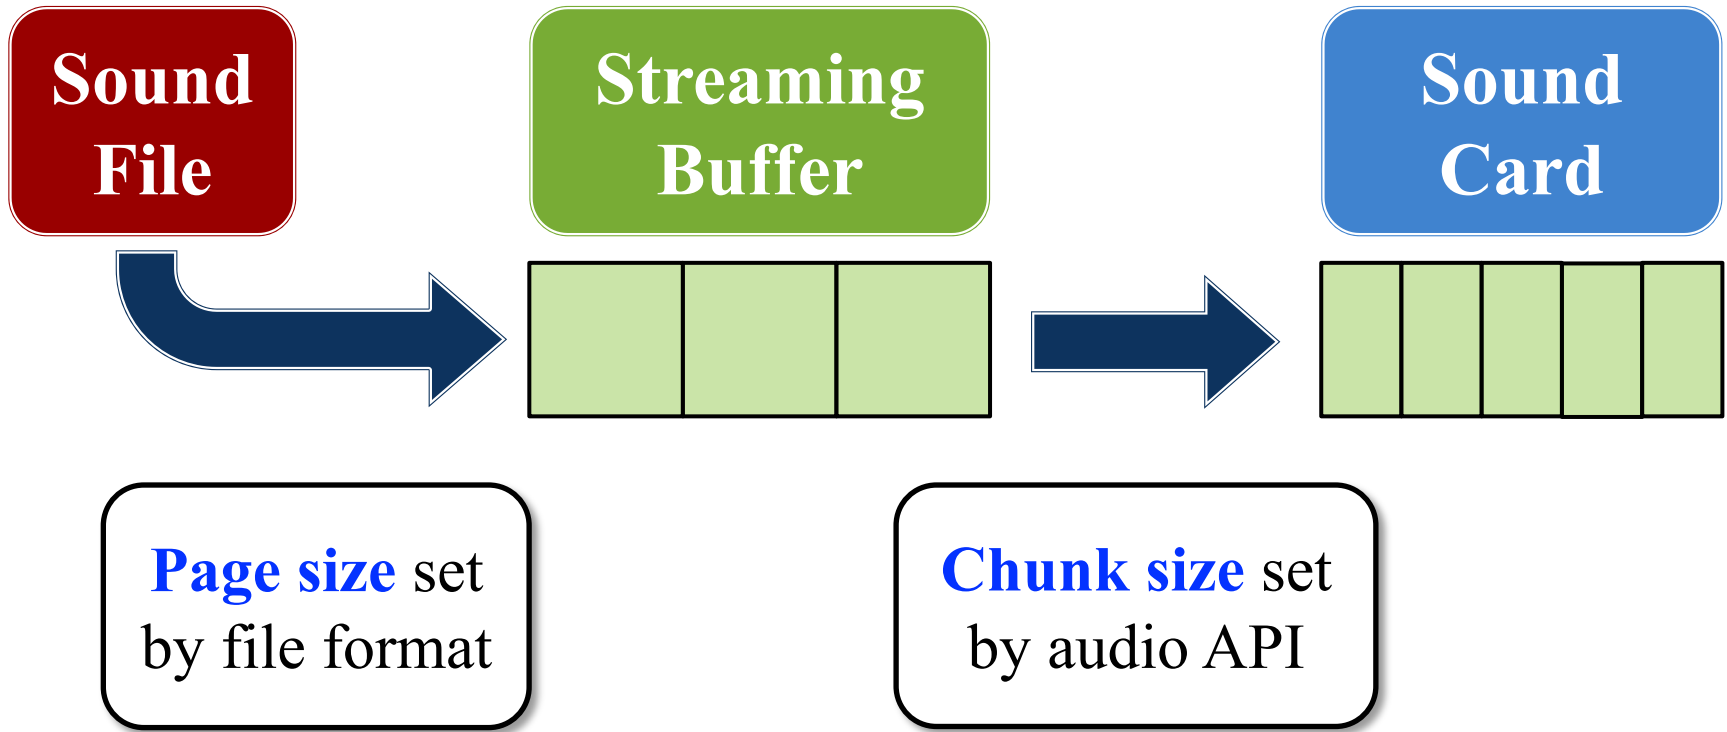 Sound
File
Streaming
Buffer
Sound
Card
Page size set
by file format
Chunk size set
by audio API